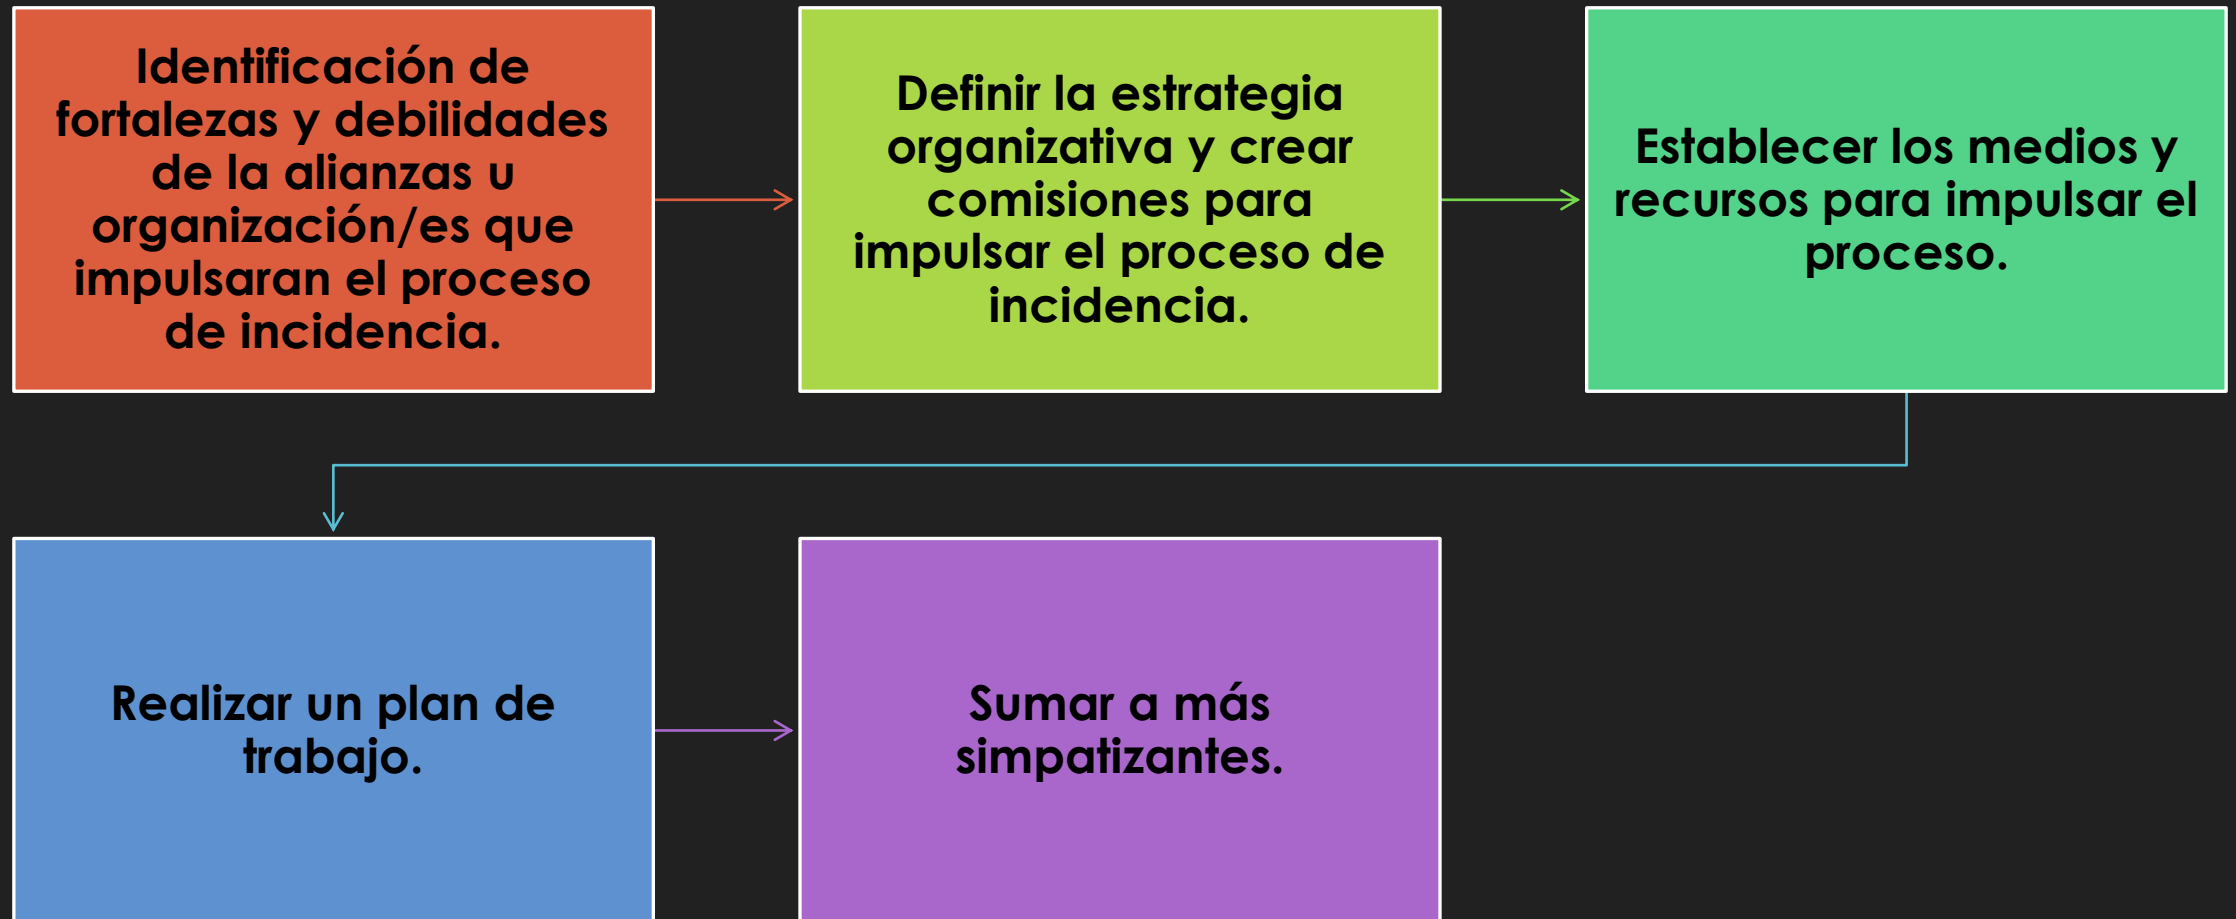 Identificación de
fortalezas y debilidades
de la alianzas u
organización/es que
impulsaran el proceso
de incidencia.
Definir la estrategia
organizativa y crear
comisiones para
impulsar el proceso de
incidencia.
Establecer los medios y
recursos para impulsar el
proceso.
Realizar un plan de
trabajo.
Sumar a más
simpatizantes.